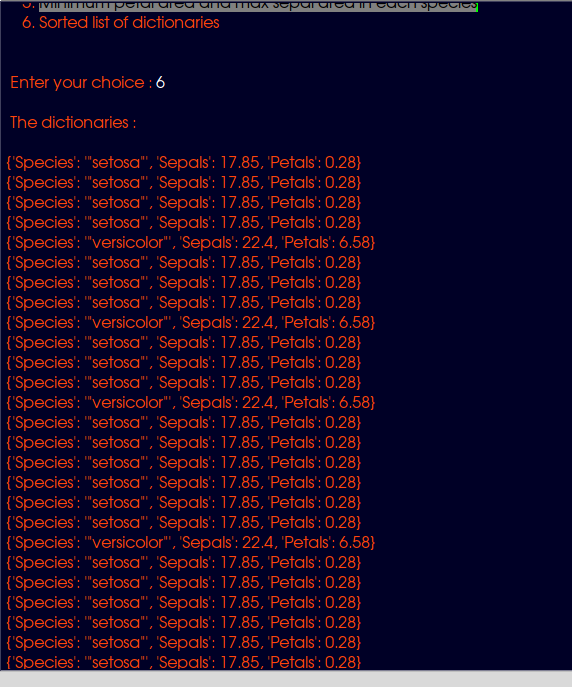 5. Minimum petal area and max sepal area in each species
6. Sorted list of dictionaries
Enter your choice : 6
The dictionaries :
{'Species': '"setosa"', 'Sepals': 17.85, 'Petals': 0.28}
{'Species': '"setosa"', 'Sepals': 17.85, 'Petals': 0.28}
{'Species': '"setosa"', 'Sepals': 17.85, 'Petals': 0.28}
{'Species': '"setosa"', 'Sepals': 17.85, 'Petals': 0.28}
{'Species': '"versicolor"', 'Sepals': 22.4, 'Petals': 6.58}
{'Species': '"setosa"', 'Sepals': 17.85, 'Petals': 0.28}
{'Species': '"setosa"', 'Sepals': 17.85, 'Petals': 0.28}
{'Species': '"setosa"', 'Sepals': 17.85, 'Petals': 0.28}
{'Species': '"versicolor"', 'Sepals': 22.4, 'Petals': 6.58}
{'Species': '"setosa"', 'Sepals': 17.85, 'Petals': 0.28}
{'Species': '"setosa"', 'Sepals': 17.85, 'Petals': 0.28}
{'Species': '"setosa"', 'Sepals': 17.85, 'Petals': 0.28}
{'Species': '"versicolor"', 'Sepals': 22.4, 'Petals': 6.58}
{'Species': '"setosa"', 'Sepals': 17.85, 'Petals': 0.28}
{'Species': '"setosa"', 'Sepals': 17.85, 'Petals': 0.28}
{'Species': '"setosa"', 'Sepals': 17.85, 'Petals': 0.28}
{'Species': '"setosa"', 'Sepals': 17.85, 'Petals': 0.28}
{'Species': '"setosa"', 'Sepals': 17.85, 'Petals': 0.28}
{'Species': '"setosa"', 'Sepals': 17.85, 'Petals': 0.28}
{'Species': '"versicolor"', 'Sepals': 22.4, 'Petals': 6.58}
{'Species': '"setosa"', 'Sepals': 17.85, 'Petals': 0.28}
{'Species': '"setosa"', 'Sepals': 17.85, 'Petals': 0.28}
{'Species': '"setosa"', 'Sepals': 17.85, 'Petals': 0.28}
{'Species': '"setosa"', 'Sepals': 17.85, 'Petals': 0.28}
{'Species': '"setosa"', 'Sepals': 17.85, 'Petals': 0.28}
{'Species': '"setosa"', 'Sepals': 17.85, 'Petals': 0.28}